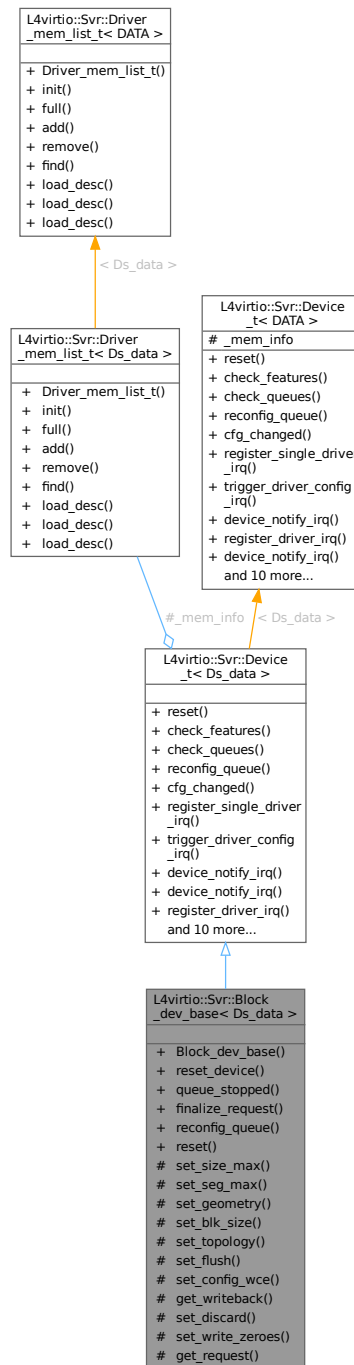 L4virtio::Svr::Driver
_mem_list_t< DATA >
+ Driver_mem_list_t()
+ init()
+ full()
+ add()
+ remove()
+ find()
+ load_desc()
+ load_desc()
+ load_desc()
< Ds_data >
L4virtio::Svr::Driver
_mem_list_t< Ds_data >
+ Driver_mem_list_t()
+ init()
+ full()
+ add()
+ remove()
+ find()
+ load_desc()
+ load_desc()
+ load_desc()
L4virtio::Svr::Device
_t< DATA >
# _mem_info
+ reset()
+ check_features()
+ check_queues()
+ reconfig_queue()
+ cfg_changed()
+ register_single_driver
_irq()
+ trigger_driver_config
_irq()
+ device_notify_irq()
+ register_driver_irq()
+ device_notify_irq()
and 10 more...
#_mem_info
< Ds_data >
L4virtio::Svr::Device
_t< Ds_data >
+ reset()
+ check_features()
+ check_queues()
+ reconfig_queue()
+ cfg_changed()
+ register_single_driver
_irq()
+ trigger_driver_config
_irq()
+ device_notify_irq()
+ device_notify_irq()
+ register_driver_irq()
and 10 more...
L4virtio::Svr::Block
_dev_base< Ds_data >
+ Block_dev_base()
+ reset_device()
+ queue_stopped()
+ finalize_request()
+ reconfig_queue()
+ reset()
# set_size_max()
# set_seg_max()
# set_geometry()
# set_blk_size()
# set_topology()
# set_flush()
# set_config_wce()
# get_writeback()
# set_discard()
# set_write_zeroes()
# get_request()